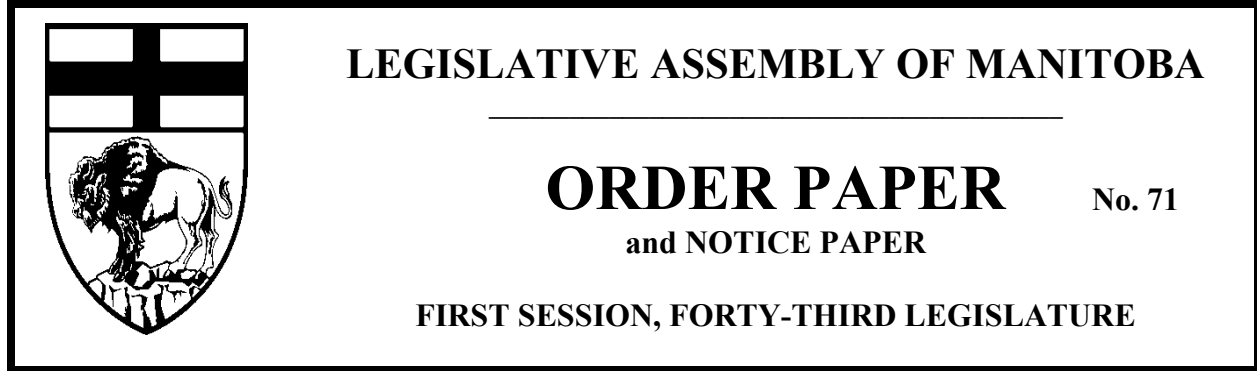 LEGISLATIVE ASSEMBLY OF MANITOBA
ORDER PAPER No. 71
and NOTICE PAPER
FIRST SESSION, FORTY-THIRD LEGISLATURE